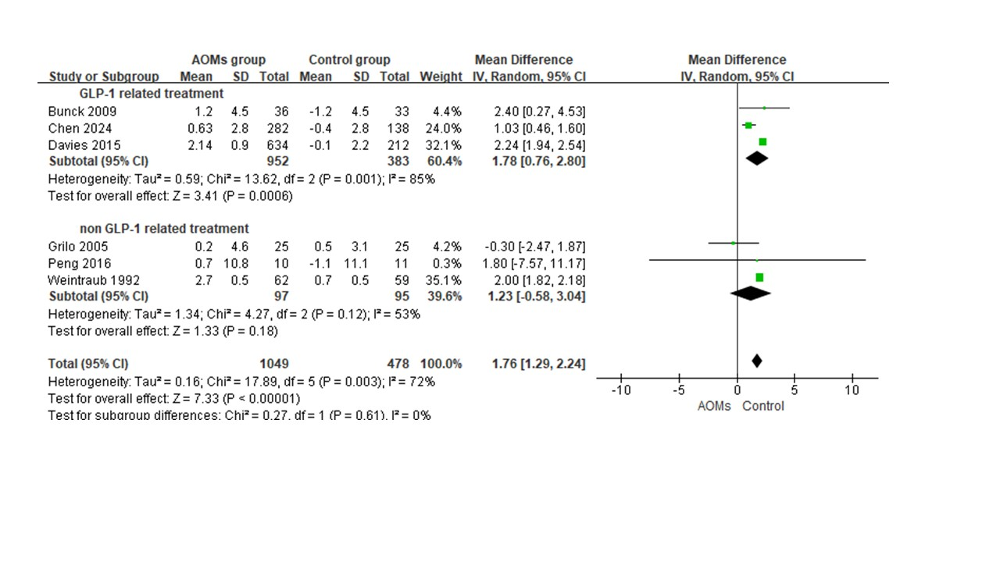 AOMs group Control group Mean Difference Mean Difference
Study or Subgroup Mean SD Total Mean SD Total Weight IV, Random, 95% CI IV, Random, 95% CI
GLP-1 related treatment
Bunck 2009 1.2 4.5 36 -1.2 4.5 33 4.4% 2.40 [0.27, 4.53]
Chen 2024 0.63 2.8 282 -0.4 2.8 138 24.0% 1.03 [0.46, 1.60]
Davies 2015 2.14 0.9 634 -0.1 2.2 212 32.1% 2.24 [1.94, 2.54]
Subtotal (95% CI) 952 383 60.4% 1.78 [0.76, 2.80]
Heterogeneity: Tau² = 0.59; Chi² = 13.62, df = 2 (P = 0.001); I² = 85%
Test for overall effect: Z = 3.41 (P = 0.0006)
non GLP-1 related treatment
Grilo 2005 0.2 4.6 25 0.5 3.1 25 4.2% -0.30 [-2.47, 1.87]
Peng 2016 0.7 10.8 10 -1.1 11.1 11 0.3% 1.80 [-7.57, 11.17]
Weintraub 1992 2.7 0.5 62 0.7 0.5 59 35.1% 2.00 [1.82, 2.18]
Subtotal (95% CI) 97 95 39.6% 1.23 [-0.58, 3.04]
Heterogeneity: Tau² = 1.34; Chi² = 4.27, df = 2 (P = 0.12); I² = 53%
Test for overall effect: Z = 1.33 (P = 0.18)
Total (95% CI) 1049 478 100.0% 1.76 [1.29, 2.24]
Heterogeneity: Tau² = 0.16; Chi² = 17.89, df = 5 (P = 0.003); I² = 72%
Test for overall effect: Z = 7.33 (P < 0.00001)
Test for subgroup differences: Chi² = 0.27, df = 1 (P = 0.61), I² = 0%
-10 -5 0 5 10
AOMs Control